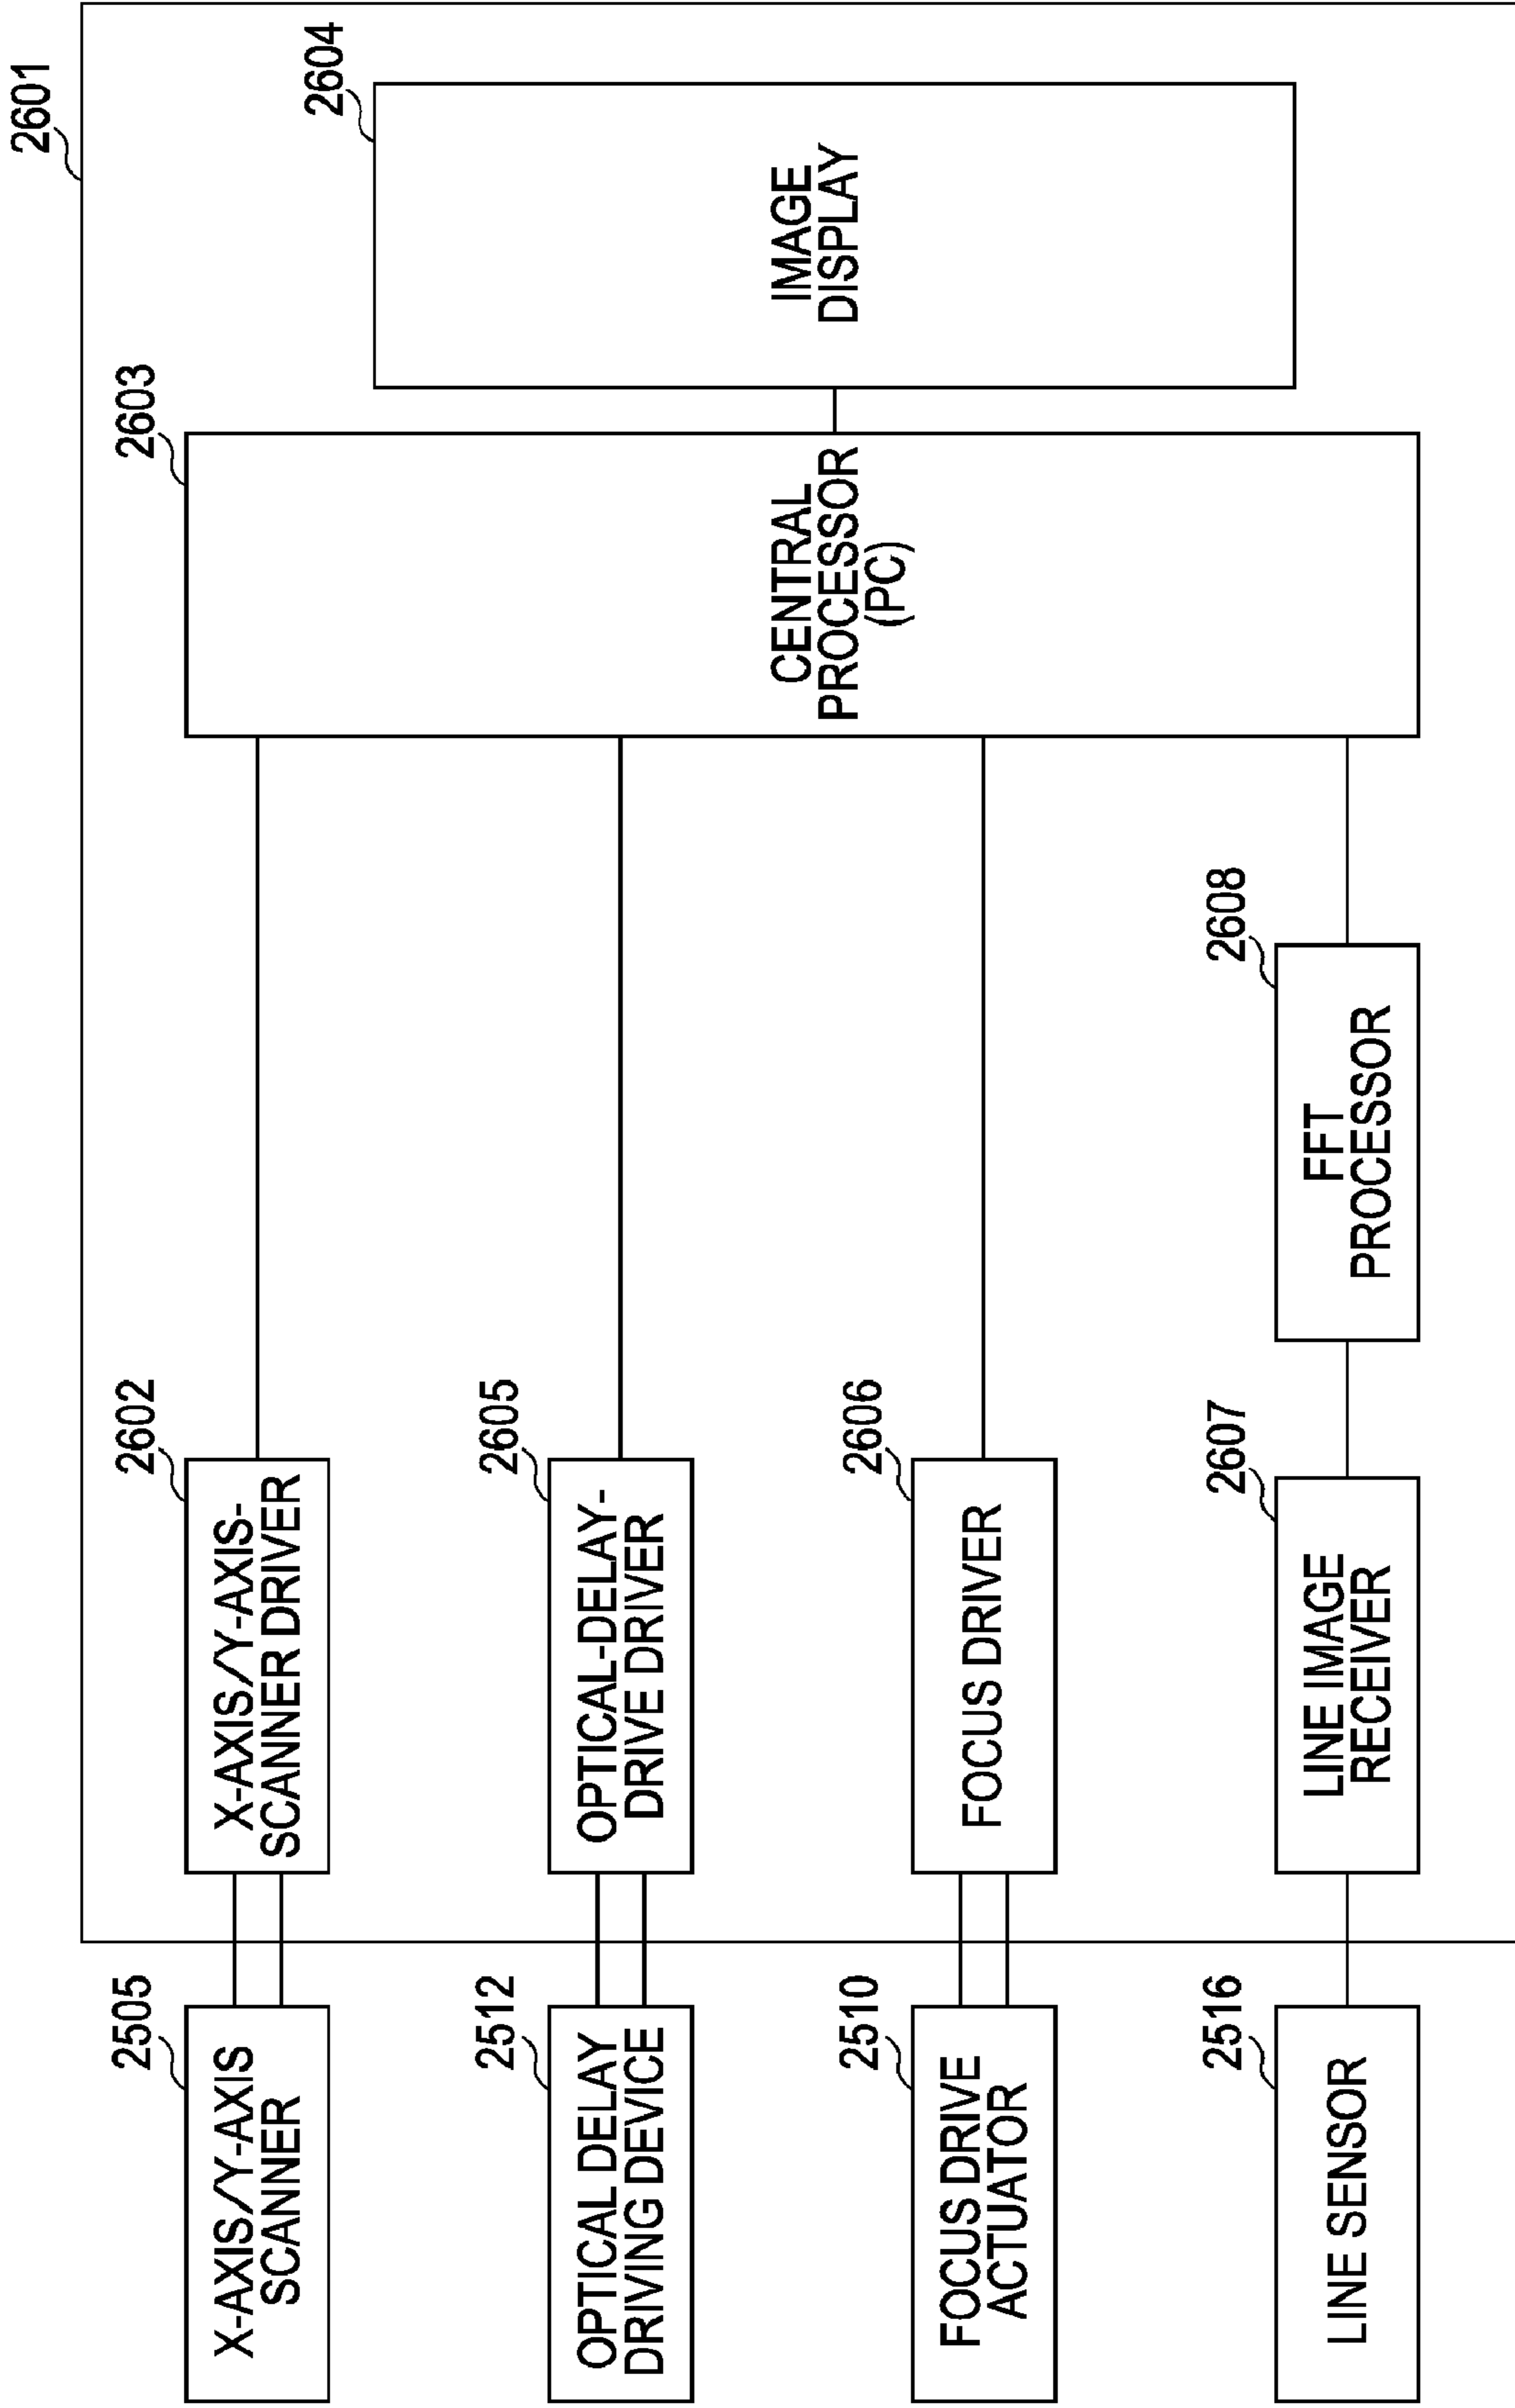 2601
2505
X-AXIS/Y-AXIS
SCANNER
2602
X-AXIS/Y-AXIS-
SCANNER DRIVER
2603
CENTRAL
PROCESSOR
(PC)
2604
IMAGE
DISPLAY
2512
OPTICAL DELAY
DRIVING DEVICE
2605
OPTICAL-DELAY-
DRIVE DRIVER
2510
FOCUS DRIVE
ACTUATOR
2606
FOCUS DRIVER
2516
LINE SENSOR
2607
LINE IMAGE
RECEIVER
2608
FFT
PROCESSOR